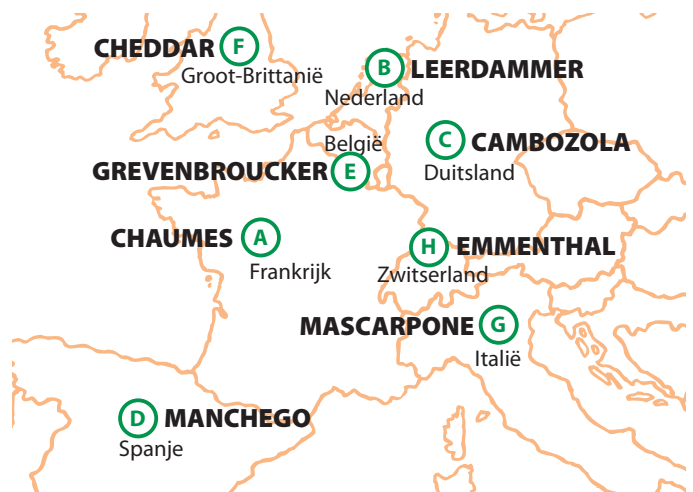 CHEDDAR F
Groot-Brittanië
B LEERDAMMER
Nederland
C CAMBOZOLA
Duitsland
België
GREVENBROUCKER E
CHAUMES A
Frankrijk
H EMMENTHAL
Zwitserland
MASCARPONE G
Italië
D MANCHEGO
Spanje